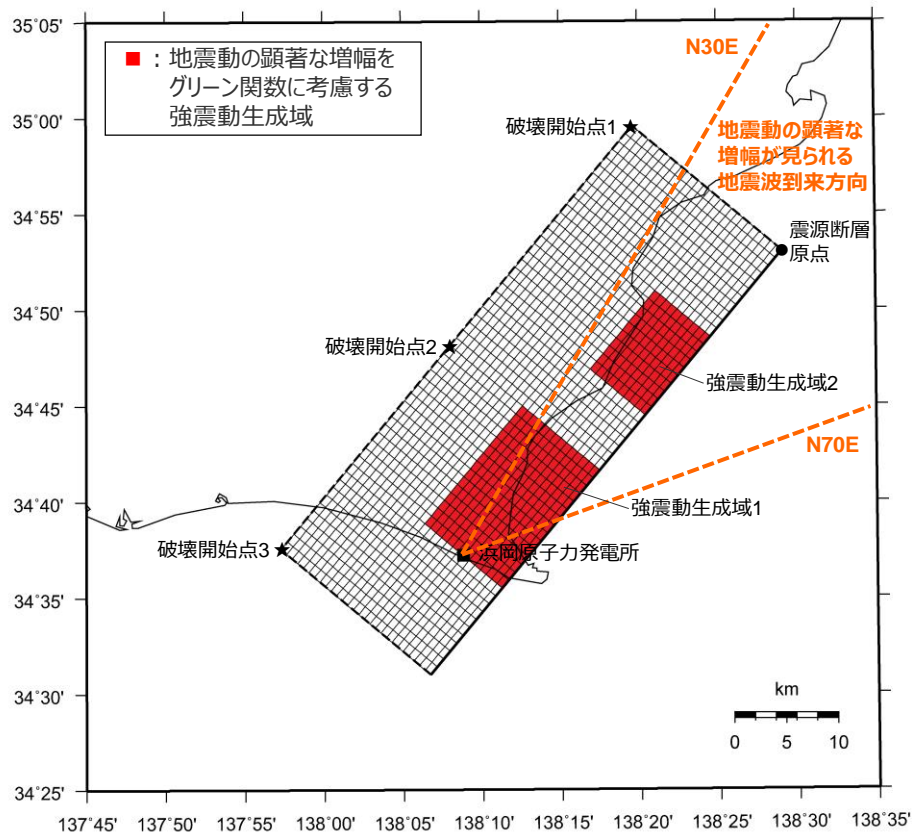 35˚05'
35˚00'
34˚55'
34˚50'
34˚45'
34˚40'
34˚35'
34˚30'
34˚25'
■ : 地震動の顕著な増幅を
グリーン関数に考慮する
強震動生成域
N30E
破壊開始点1
地震動の顕著な
増幅が見られる
地震波到来方向
震源断層
原点
破壊開始点2
強震動生成域2
N70E
強震動生成域1
破壊開始点3
浜岡原子力発電所
km
0 5 10
137˚45' 137˚50' 137˚55' 138˚00' 138˚05' 138˚10' 138˚15' 138˚20' 138˚25' 138˚30' 138˚35'